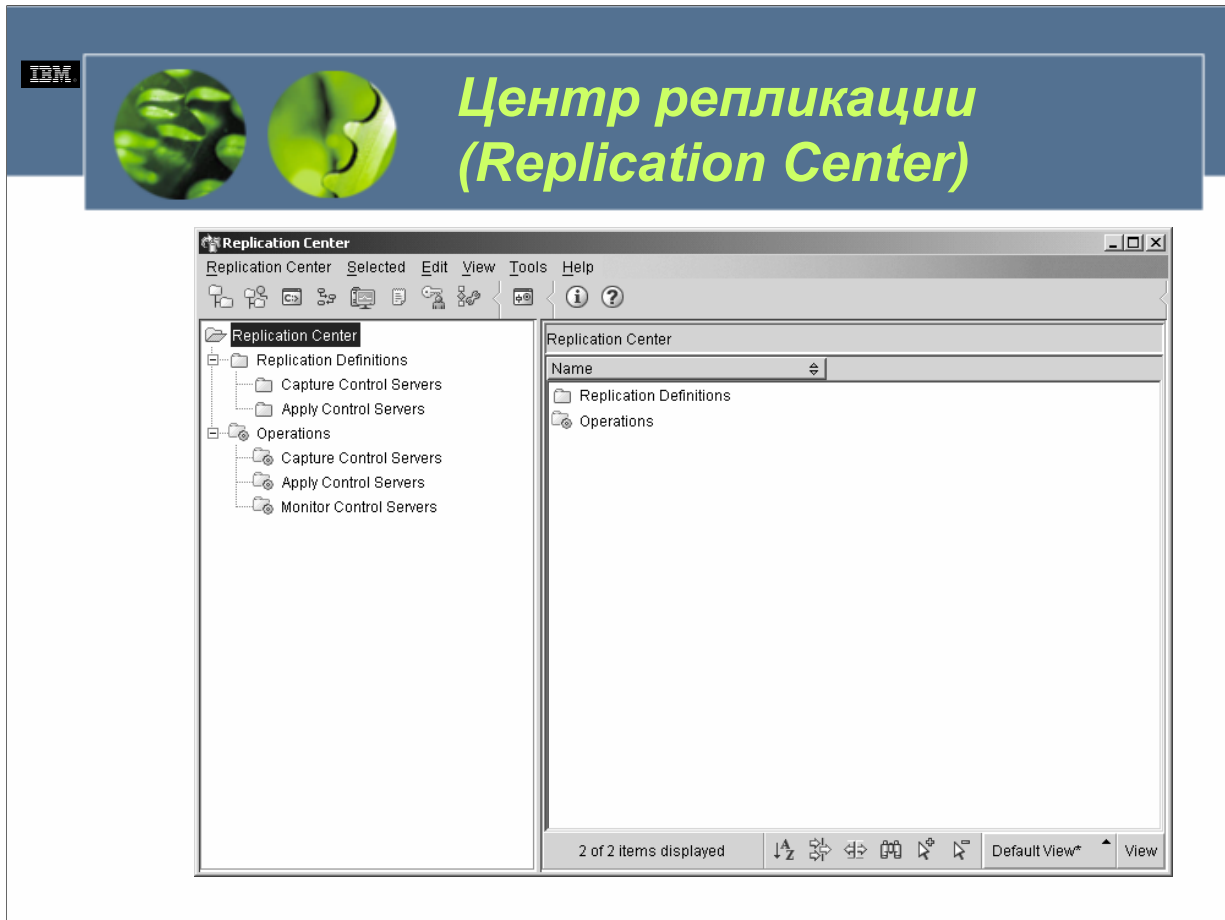 IBM.
Центр репликации
(Replication Center)
Replication Center
Replication Center Selected Edit View Tools Help
Replication Center
Replication Definitions
Capture Control Servers
Apply Control Servers
Operations
Capture Control Servers
Apply Control Servers
Monitor Control Servers
Replication Center
Name
Replication Definitions
Operations
2 of 2 items displayed
Default View*
View